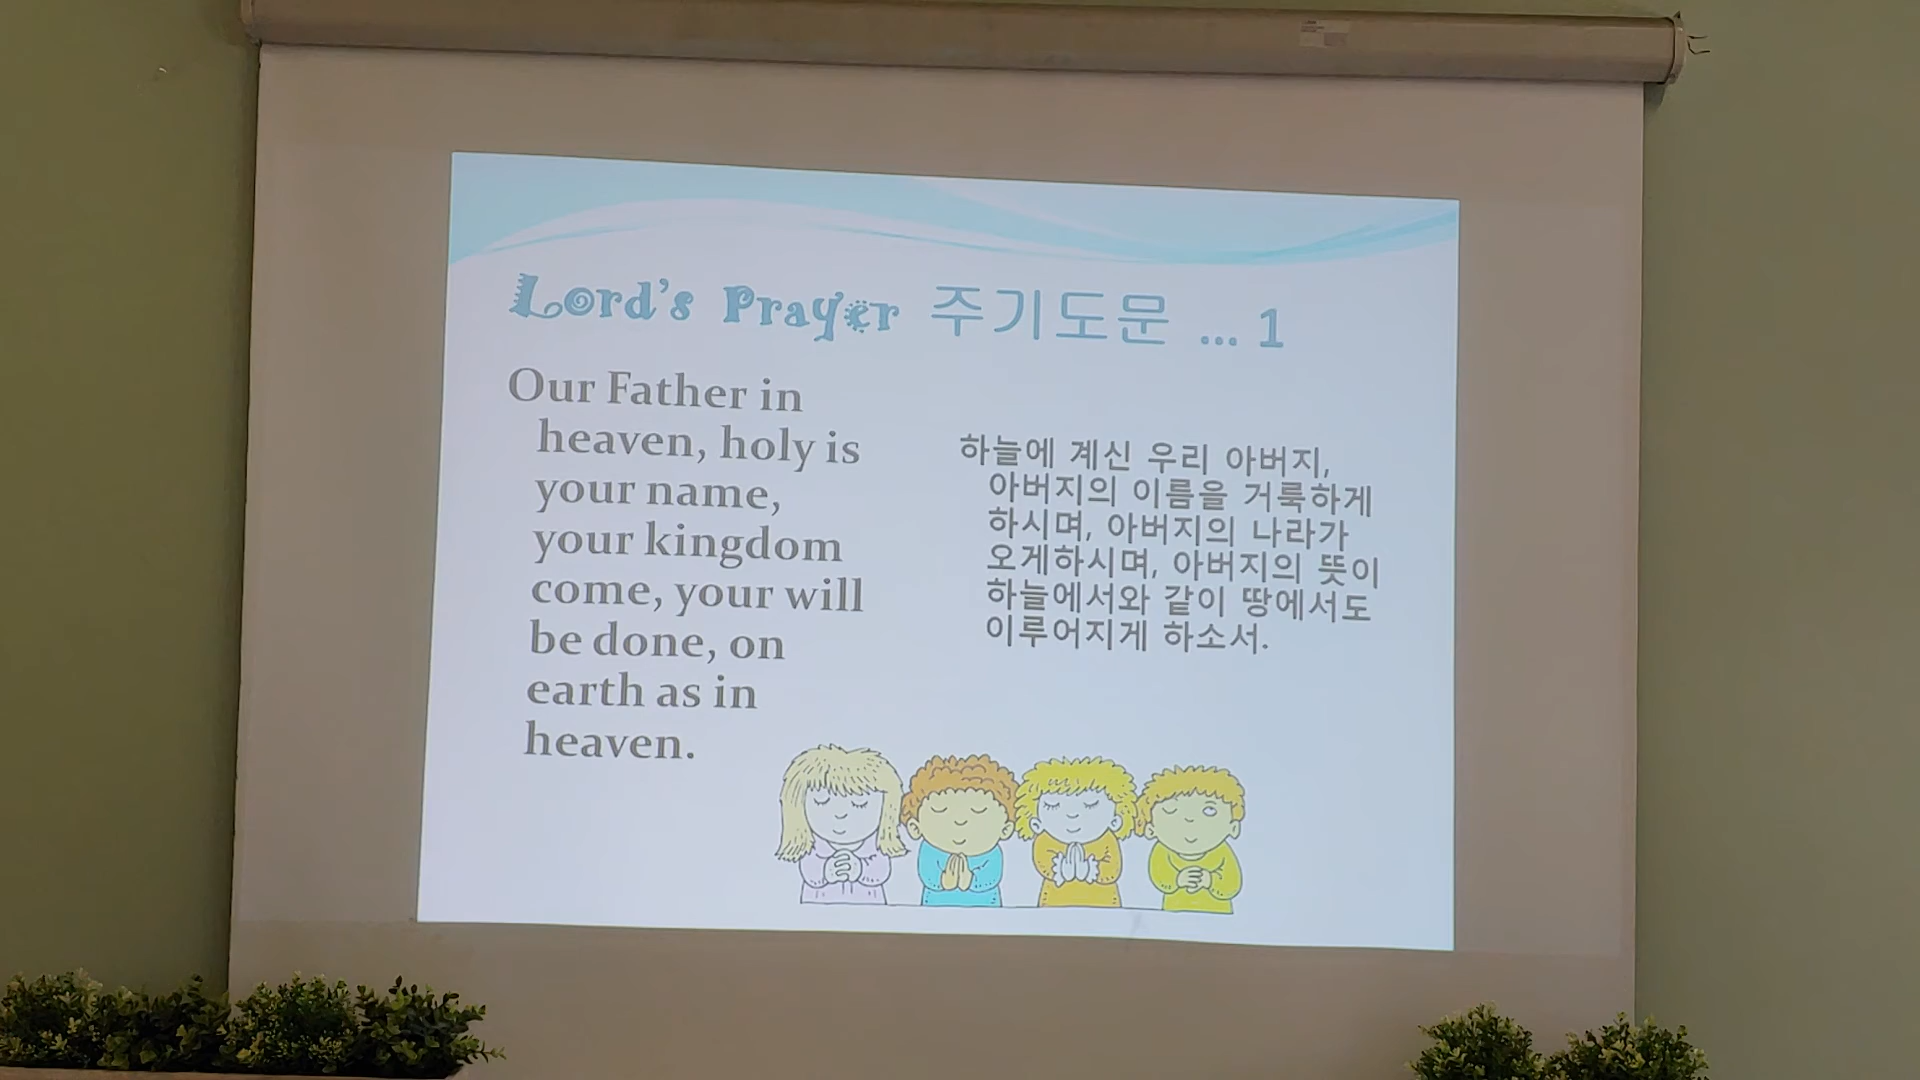 Lord's Prayer 주기도문 ... 1
Our Father in
heaven, holy is
your name,
your kingdom
come, your will
be done, on
earth as in
heaven.
하늘에 계신 우리 아버지,
아버지의 이름을 거룩하게
하시며, 아버지의 나라가
오게하시며, 아버지의 뜻이
하늘에서와 같이 땅에서도
이루어지게 하소서.